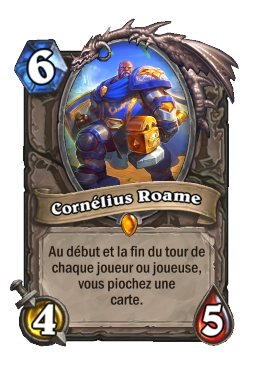 6
Cornélius Roame
Au début et la fin du tour de
chaque joueur ou joueuse,
vous piochez une
carte.
4
5